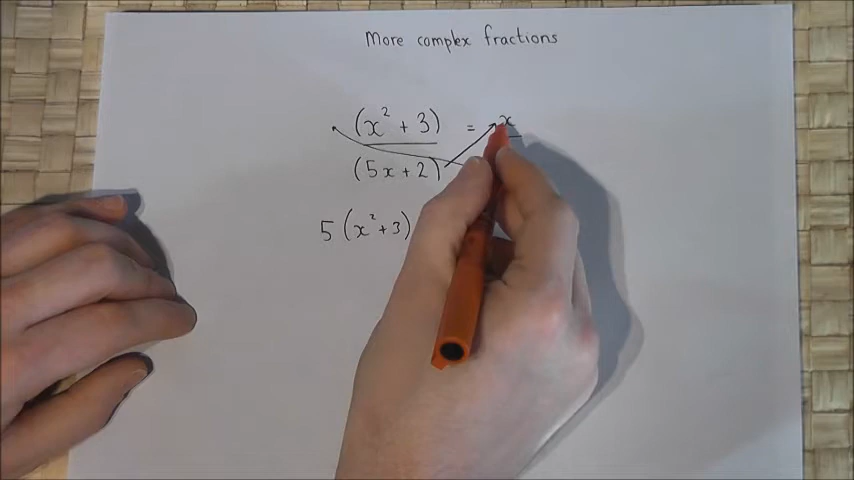 More complex fractions
(x² + 3) = x
(5x + 2)
5(x² + 3)